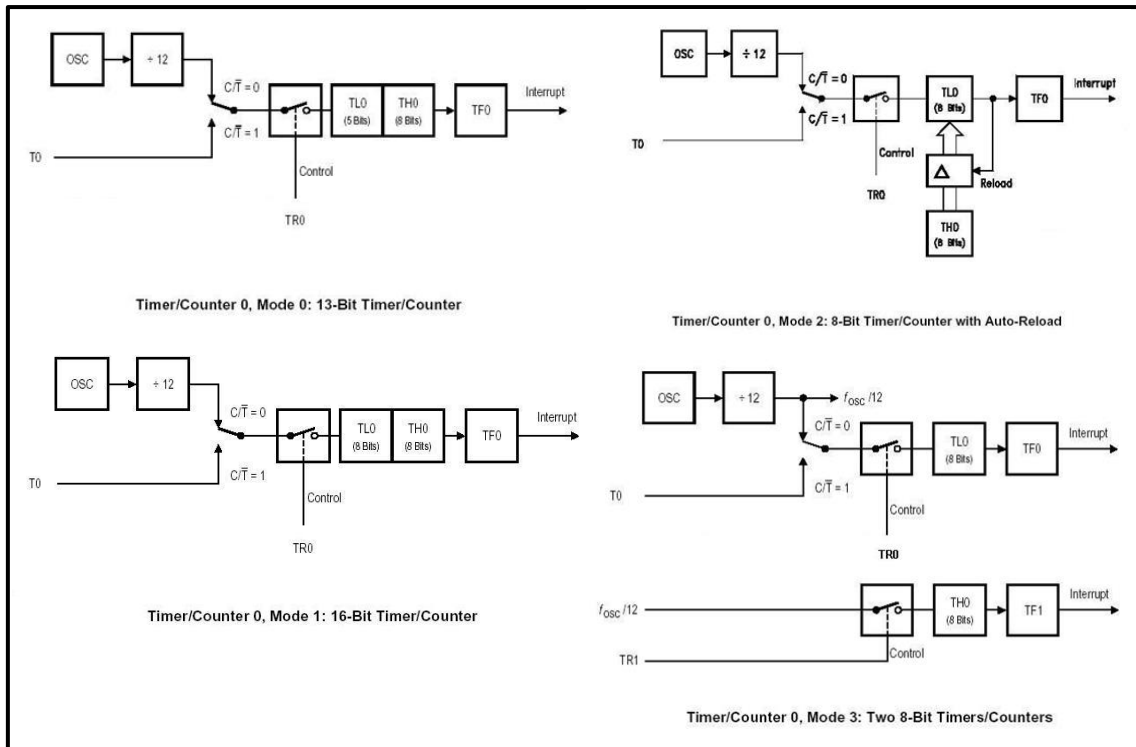 OSC
÷ 12
C/T̅ = 0
C/T̅ = 1
T0
TL0
(5 Bits)
TH0
(8 Bits)
TF0
Interrupt
Control
TR0
Timer/Counter 0, Mode 0: 13-Bit Timer/Counter
OSC
÷ 12
C/T̅ = 0
C/T̅ = 1
T0
TL0
(8 Bits)
TF0
Interrupt
Control
TR0
Reload
TH0
(8 Bits)
Timer/Counter 0, Mode 2: 8-Bit Timer/Counter with Auto-Reload
OSC
÷ 12
C/T̅ = 0
C/T̅ = 1
T0
TL0
(8 Bits)
TH0
(8 Bits)
TF0
Interrupt
Control
TR0
Timer/Counter 0, Mode 1: 16-Bit Timer/Counter
OSC
÷ 12
fOSC /12
C/T̅ = 0
C/T̅ = 1
T0
TL0
(8 Bits)
TF0
Interrupt
Control
TR0
fOSC /12
TR1
TH0
(8 Bits)
TF1
Interrupt
Control
Timer/Counter 0, Mode 3: Two 8-Bit Timers/Counters